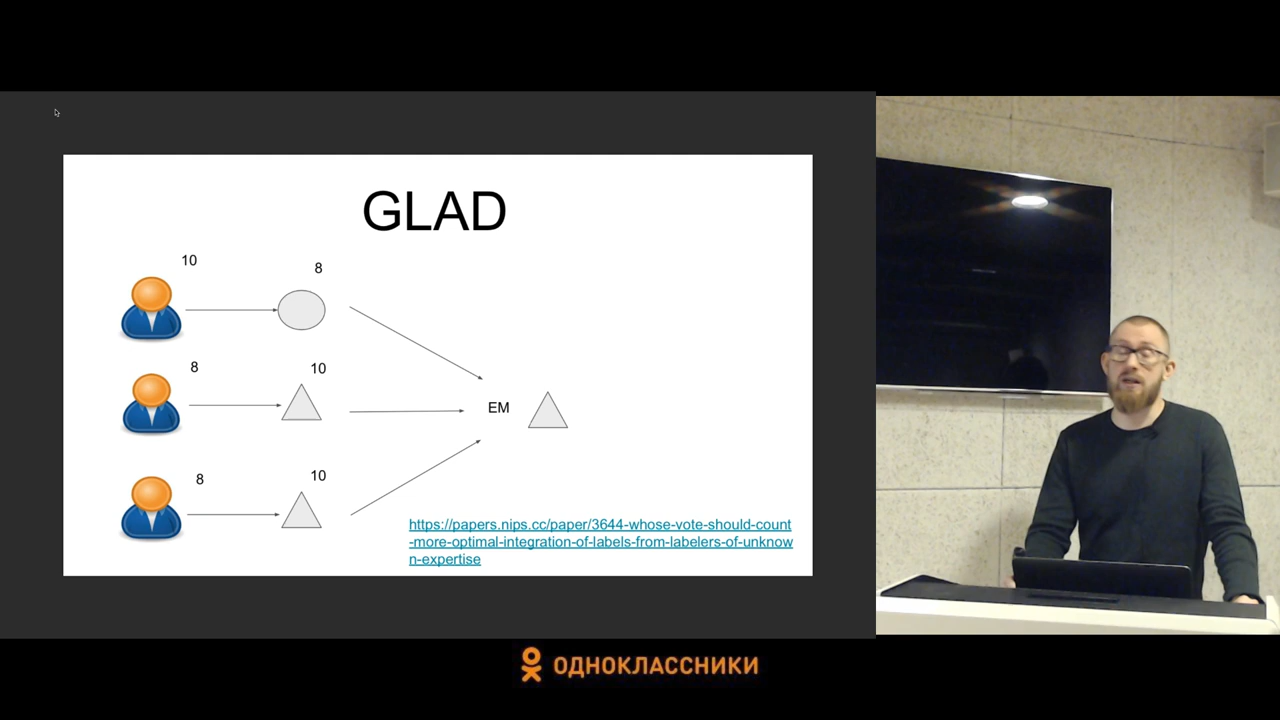 GLAD
10
8
8
10
EM
8
10
https://papers.nips.cc/paper/3644-whose-vote-should-count
-more-optimal-integration-of-labels-from-labelers-of-unknow
n-expertise
ОДНОКЛАССНИКИ